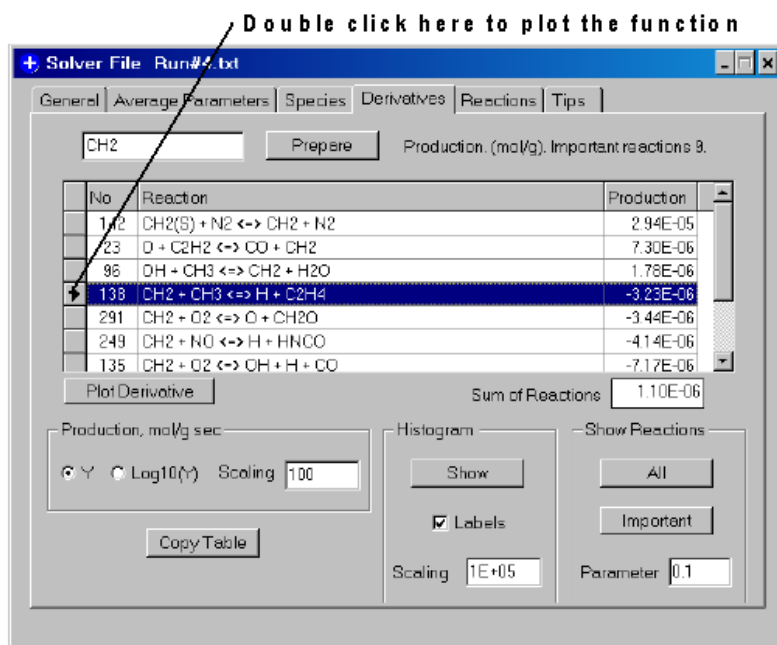 Double click here to plot the function
Solver File Run#4.txt
General Average Parameters Species Derivatives Reactions Tips
CH2 Prepare Production. (mol/g). Important reactions 9.
No Reaction Production
142 CH2(S) + N2 <-> CH2 + N2 2.94E-05
23 O + C2H2 <-> CO + CH2 7.30E-06
96 OH + CH3 <=> CH2 + H2O 1.78E-06
138 CH2 + CH3 <=> H + C2H4 -3.23E-06
291 CH2 + O2 <=> O + CH2O -3.44E-06
249 CH2 + NO <-> H + HNCO -4.14E-06
135 CH2 + O2 <-> OH + H + CO -7.17E-06
Plot Derivative Sum of Reactions 1.10E-06
Production, mol/g sec Histogram Show Reactions
Y Log10(Y) Scaling 100 Show All
Labels Important
Copy Table
Scaling 1E+05 Parameter 0.1